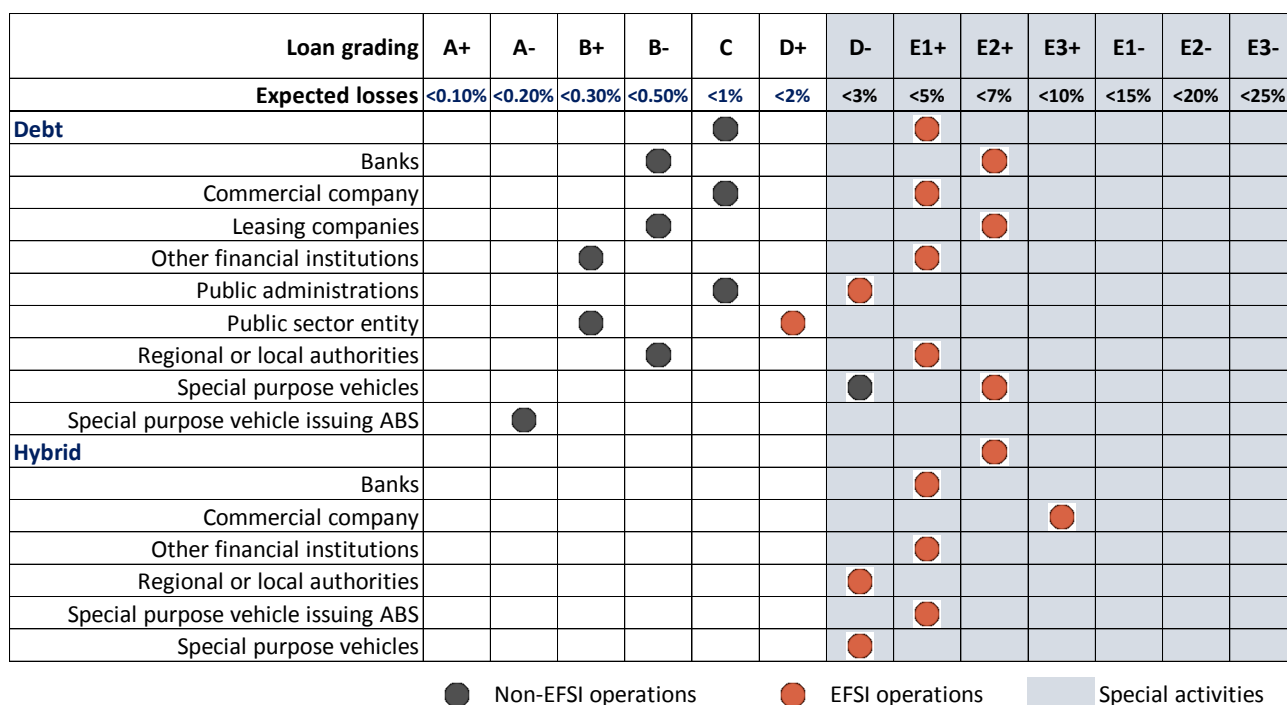 Loan grading A+ A- B+ B- C D+ D- E1+ E2+ E3+ E1- E2- E3-
Expected losses <0.10% <0.20% <0.30% <0.50% <1% <2% <3% <5% <7% <10% <15% <20% <25%
Debt
Banks
Commercial company
Leasing companies
Other financial institutions
Public administrations
Public sector entity
Regional or local authorities
Special purpose vehicles
Special purpose vehicle issuing ABS
Hybrid
Banks
Commercial company
Other financial institutions
Regional or local authorities
Special purpose vehicle issuing ABS
Special purpose vehicles
Non-EFSI operations EFSI operations Special activities